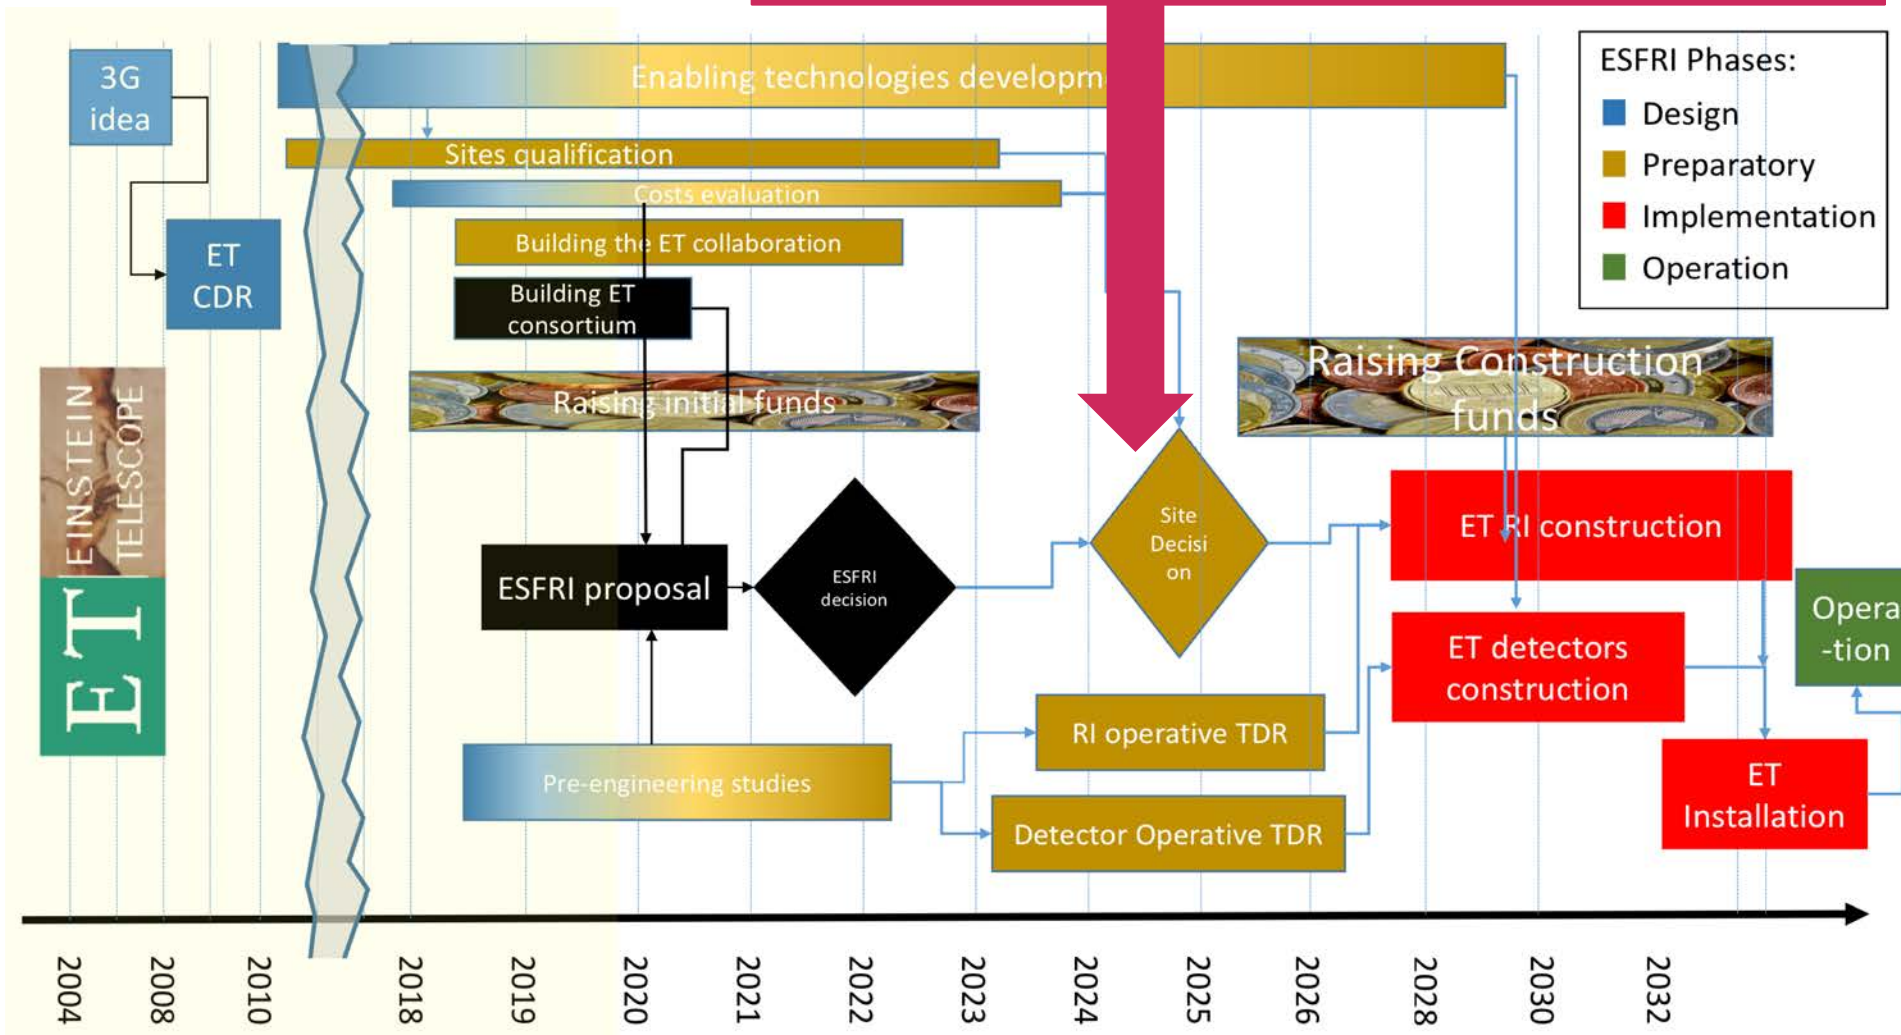 3G
idea
Enabling technologies developm
ESFRI Phases:
Design
Preparatory
Implementation
Operation
Sites qualification
Costs evaluation
Building the ET collaboration
ET
CDR
Building ET
consortium
Raising initial funds
Raising Construction
funds
EINSTEIN
TELESCOPE
ET
Site
Decisi
on
ET RI construction
ESFRI proposal
ESFRI
decision
Opera
-tion
ET detectors
construction
RI operative TDR
Pre-engineering studies
ET
Installation
Detector Operative TDR
2004
2008
2010
2018
2019
2020
2021
2022
2023
2024
2025
2026
2028
2030
2032